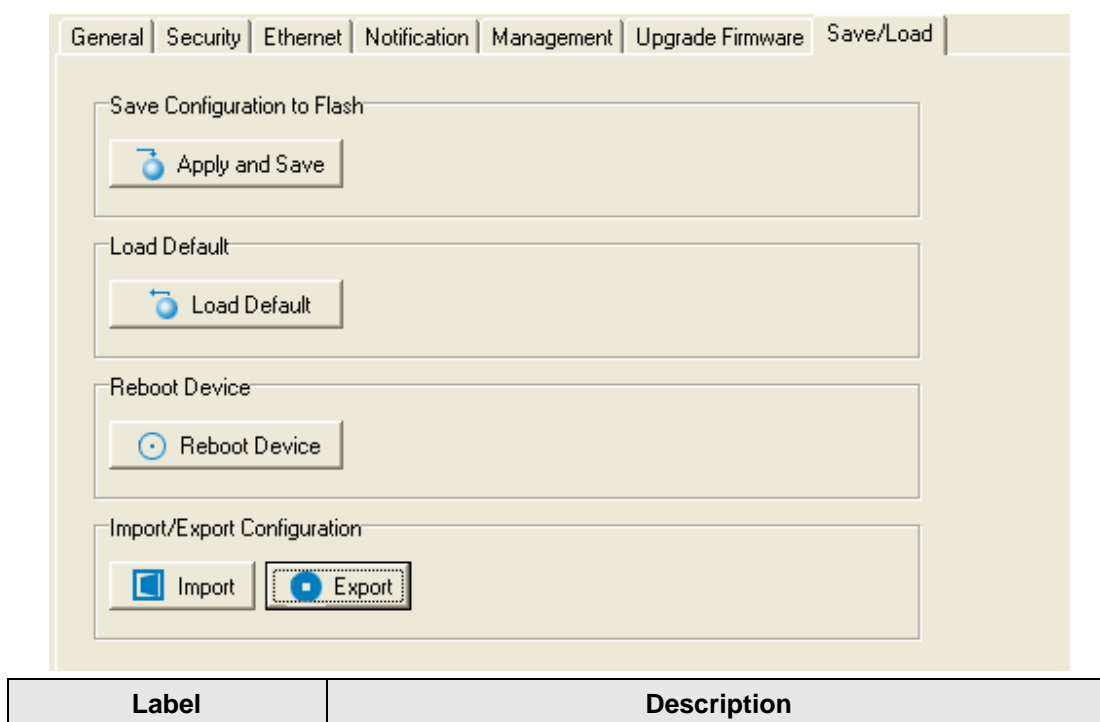 General Security Ethernet Notification Management Upgrade Firmware Save/Load
Save Configuration to Flash
Apply and Save
Load Default
Load Default
Reboot Device
Reboot Device
Import/Export Configuration
Import Export
Label Description